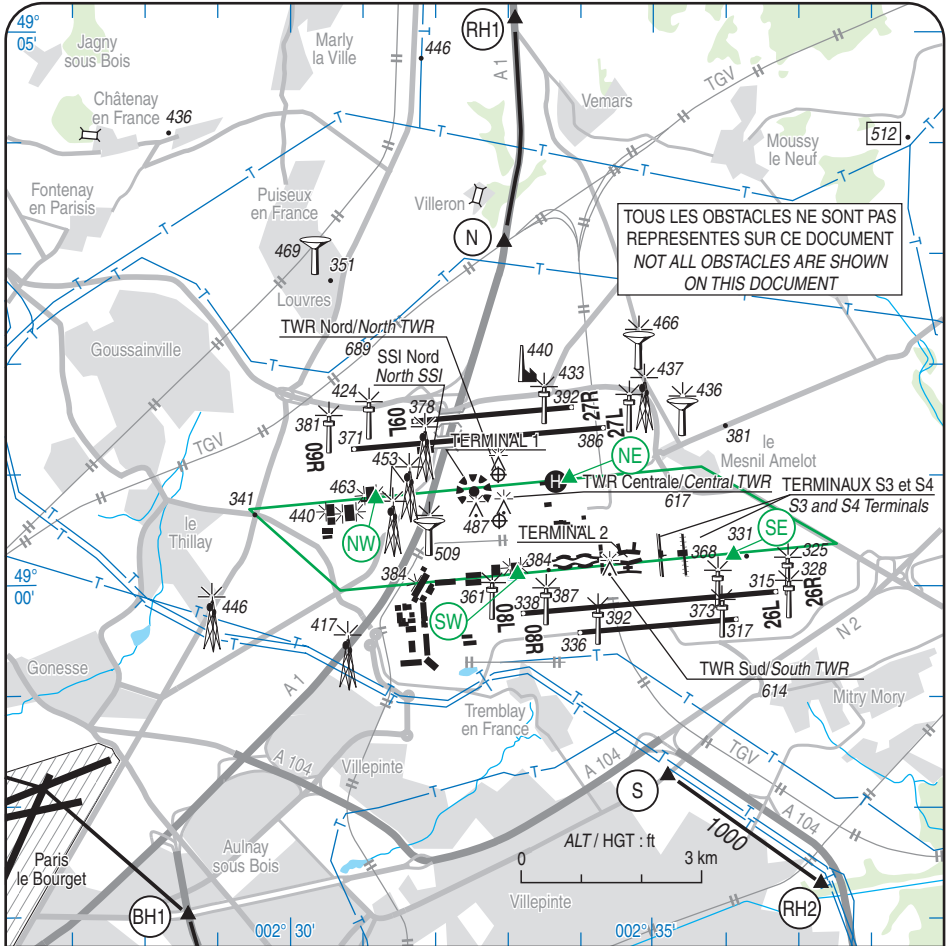 49°
05'
Jagny
sous Bois
Marly
la Ville
446
RH1
A 1
TGV
Vemars
Châtenay
en France
436
512
Moussy
le Neuf
Fontenay
en Parisis
Puiseux
en France
Villeron
N
TOUS LES OBSTACLES NE SONT PAS
REPRESENTES SUR CE DOCUMENT
NOT ALL OBSTACLES ARE SHOWN
ON THIS DOCUMENT
469
351
Louvres
Goussainville
TWR Nord/North TWR
689
SSI Nord
North SSI
466
440
433
437
436
424
378
392
27R
27L
381
09L
09R
371
386
381
TGV
TERMINAL 1
NE
le
Mesnil Amelot
453
H
TWR Centrale/Central TWR
617
TERMINAUX S3 et S4
S3 and S4 Terminals
463
341
440
487
NW
le
Thillay
509
TERMINAL 2
SE
331
384
384
368
325
328
49°
00'
361
08L
338
387
315
26L
26R
446
SW
08R
392
373
417
336
317
N 2
Gonesse
A 1
TWR Sud/South TWR
614
Mitry Mory
Tremblay
en France
TGV
A 104
Villepinte
A 104
S
A 104
1000
ALT / HGT : ft
0
3 km
Paris
le Bourget
Aulnay
sous Bois
BH1
Villepinte
RH2
002° 30'
002° 35'